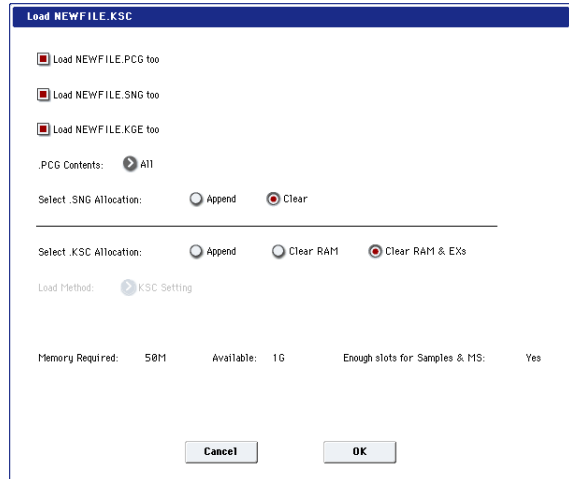 Load NEWFILE.KSC
Load NEWFILE.PCG too
Load NEWFILE.SNG too
Load NEWFILE.KGE too
.PCG Contents: All
Select .SNG Allocation: Append Clear
Select .KSC Allocation: Append Clear RAM Clear RAM & EXs
Load Method: KSC Setting
Memory Required: 50M Available: 1G Enough slots for Samples & MS: Yes
Cancel OK